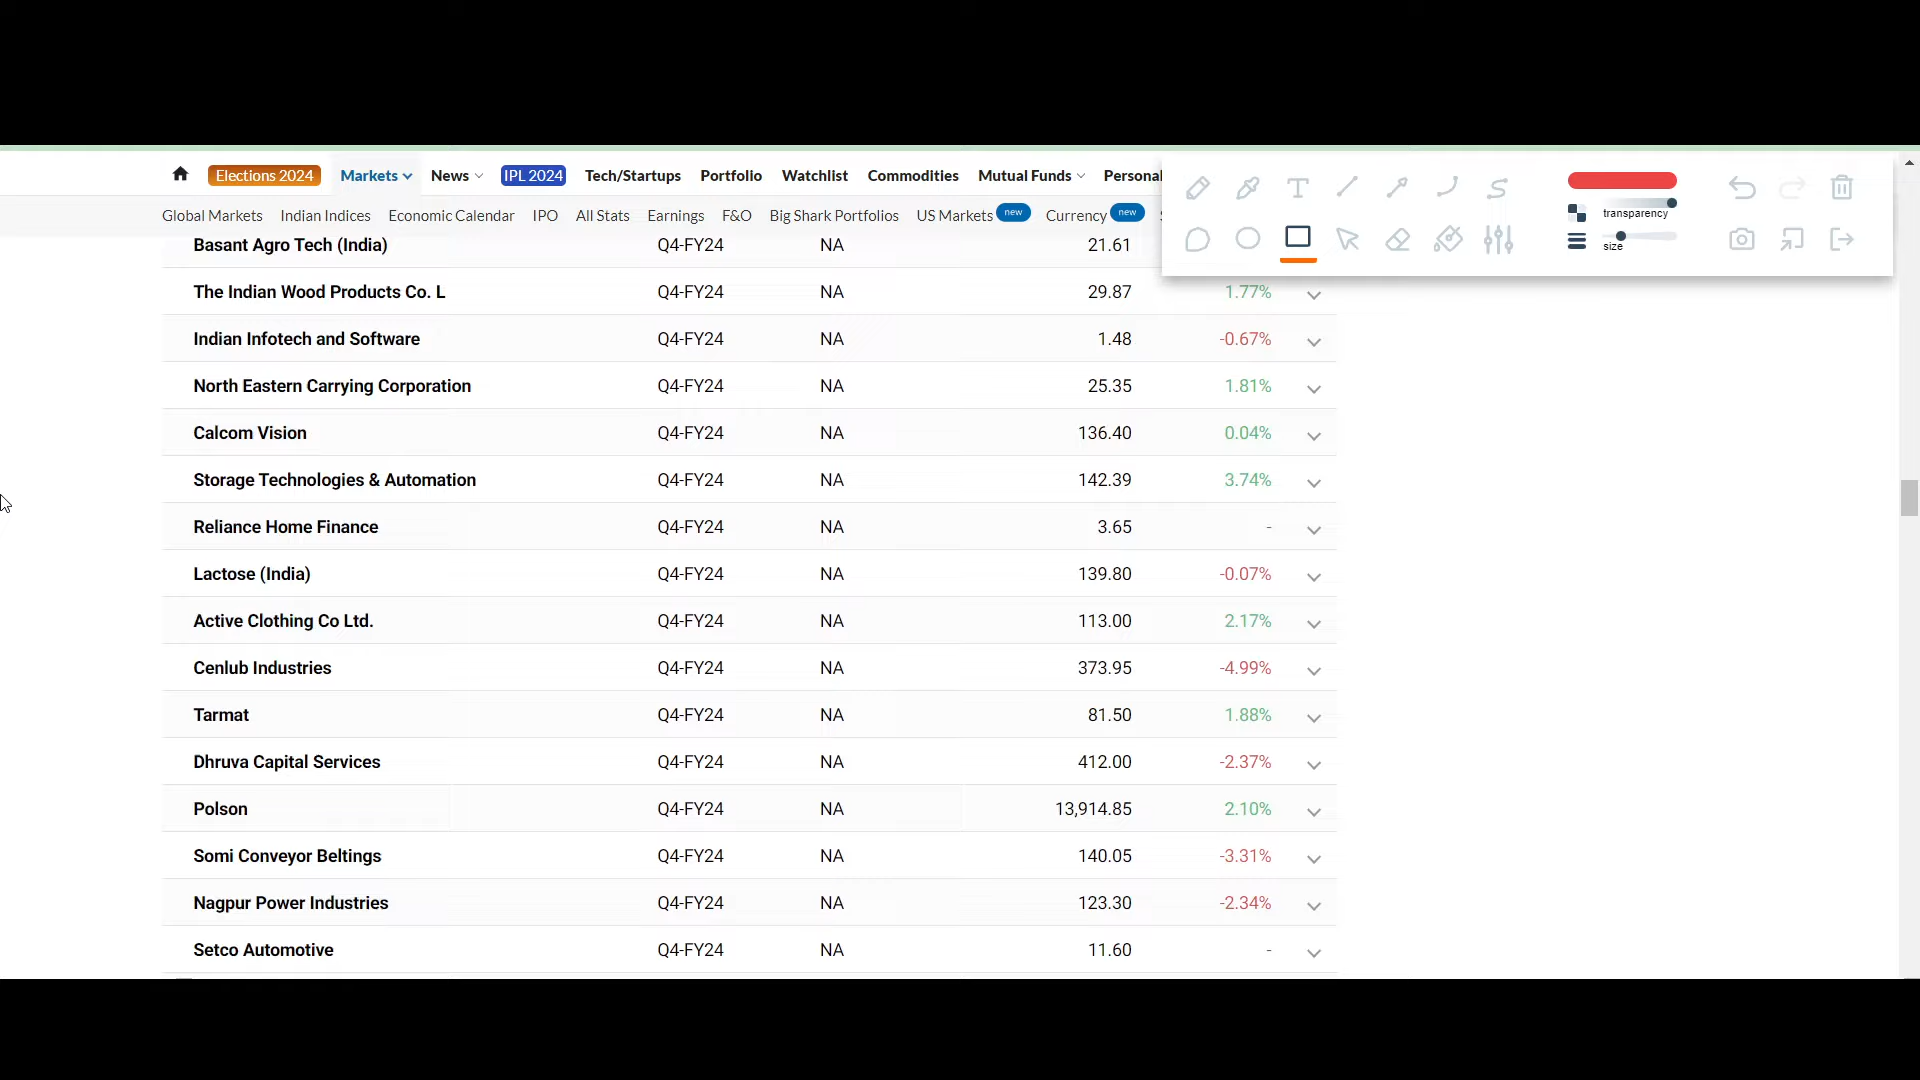 Elections 2024 Markets News IPL 2024 Tech/Startups Portfolio Watchlist Commodities Mutual Funds Personal
Global Markets Indian Indices Economic Calendar IPO All Stats Earnings F&O Big Shark Portfolios US Markets new Currency new
transparency
size
Basant Agro Tech (India) Q4-FY24 NA 21.61
The Indian Wood Products Co. L Q4-FY24 NA 29.87 1.77%
Indian Infotech and Software Q4-FY24 NA 1.48 -0.67%
North Eastern Carrying Corporation Q4-FY24 NA 25.35 1.81%
Calcom Vision Q4-FY24 NA 136.40 0.04%
Storage Technologies & Automation Q4-FY24 NA 142.39 3.74%
Reliance Home Finance Q4-FY24 NA 3.65 -
Lactose (India) Q4-FY24 NA 139.80 -0.07%
Active Clothing Co Ltd. Q4-FY24 NA 113.00 2.17%
Cenlub Industries Q4-FY24 NA 373.95 -4.99%
Tarmat Q4-FY24 NA 81.50 1.88%
Dhruva Capital Services Q4-FY24 NA 412.00 -2.37%
Polson Q4-FY24 NA 13,914.85 2.10%
Somi Conveyor Beltings Q4-FY24 NA 140.05 -3.31%
Nagpur Power Industries Q4-FY24 NA 123.30 -2.34%
Setco Automotive Q4-FY24 NA 11.60 -